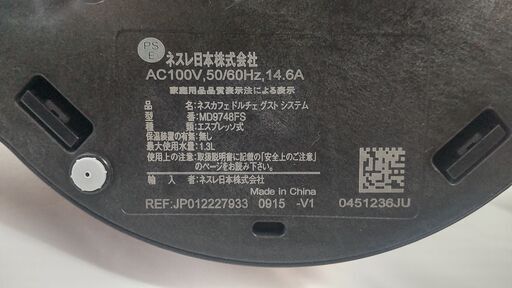 PS
E
ネスレ日本株式会社
AC100V,50/60Hz,14.6A
家庭用品品質表示法による表示
品　　名：ネスカフェ ドルチェ グスト システム
型　　番：MD9748FS
種　　類：エスプレッソ式
保温装置の有無：無し
最大使用水量：1.3L
使用上の注意：取扱説明書に記載の「安全上のご注意」
のページをお読みください。
輸　入　者：ネスレ日本株式会社
Made in China
REF:JP012227933 0915 -V1 0451236JU